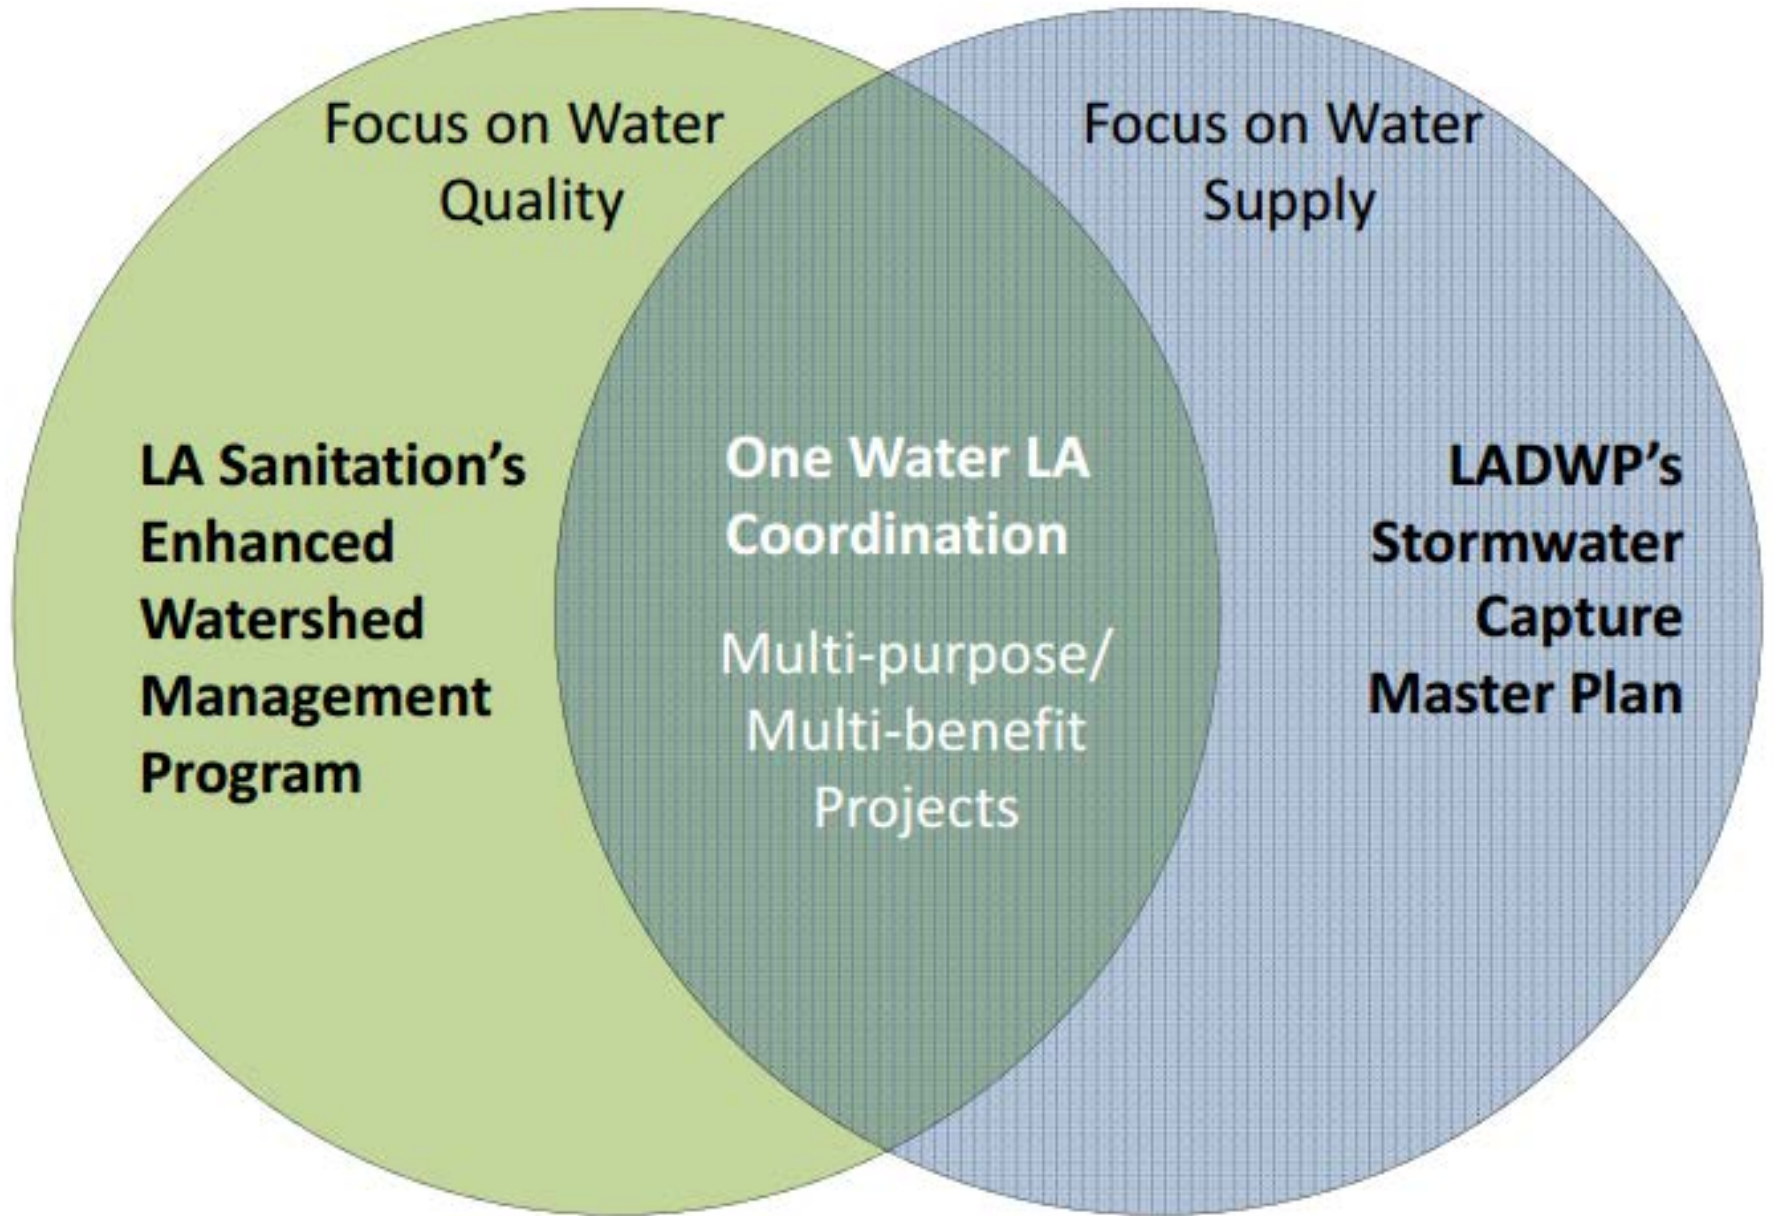 Focus on Water
Quality
Focus on Water
Supply
LA Sanitation’s
Enhanced
Watershed
Management
Program
One Water LA
Coordination
Multi-purpose/
Multi-benefit
Projects
LADWP’s
Stormwater
Capture
Master Plan